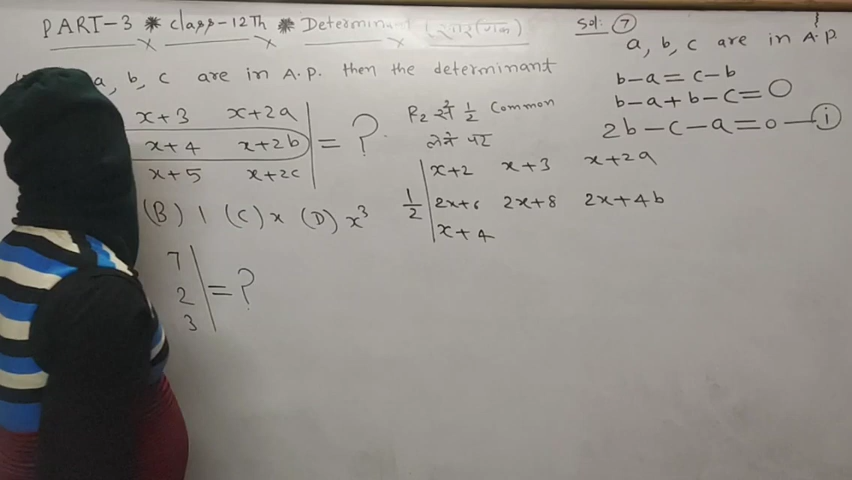 PART-3 * Class-12Th * Determinant (सारणिक)
Sol: 7
a, b, c are in A.P.
a, b, c are in A.P. then the determinant
b-a = c-b
b-a+b-c=0
2b-c-a=0 — i
x+3 x+2a
x+4 x+2b = ?
x+5 x+2c
R2 से 1/2 Common
लेने पर
x+2 x+3 x+2a
1/2 2x+6 2x+8 2x+4b
x+4
(B) 1 (C) x (D) x³
7
2 = ?
3